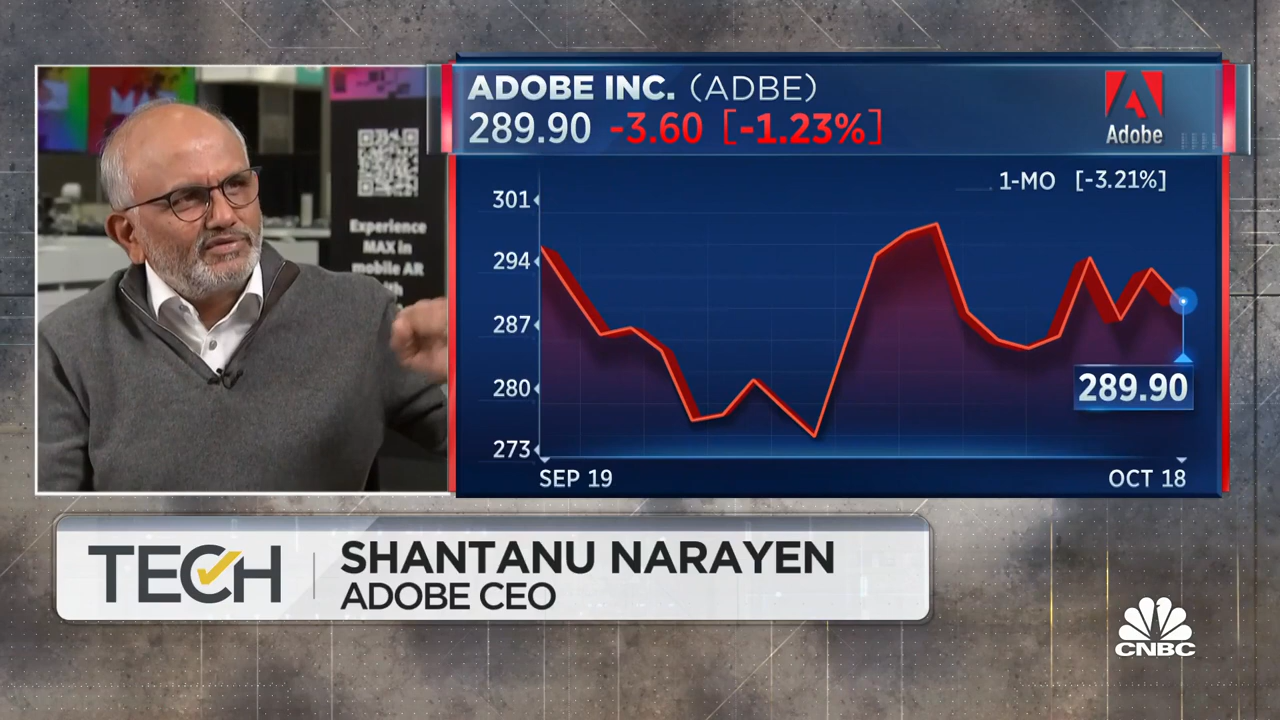 Experience
MAX in
mobile AR
ADOBE INC. (ADBE)
289.90 -3.60 [-1.23%]
Adobe
1-MO [-3.21%]
301
294
287
280
273
289.90
SEP 19
OCT 18
TECH
SHANTANU NARAYEN
ADOBE CEO
CNBC